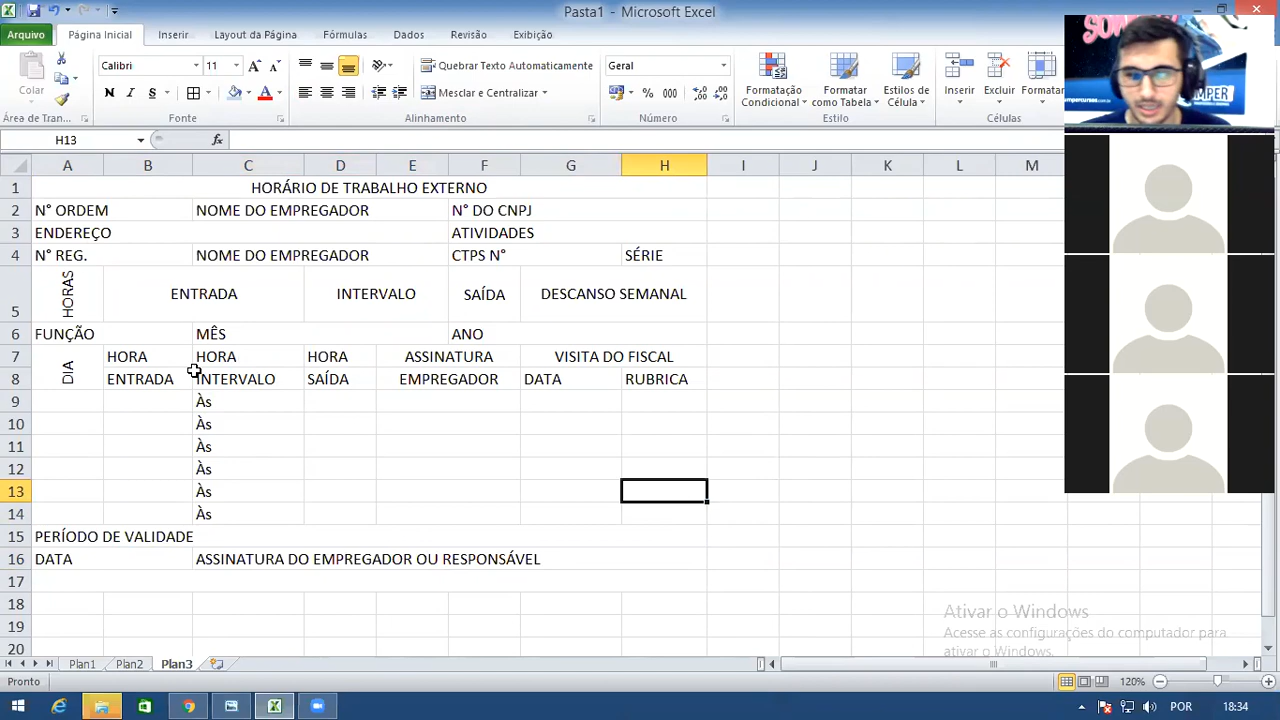 Pasta1 - Microsoft Excel
Arquivo Página Inicial Inserir Layout da Página Fórmulas Dados Revisão Exibição
Calibri 11 Quebrar Texto Automaticamente Geral
Colar N I S Mesclar e Centralizar % 000 Formatação Condicional Formatar como Tabela Estilos de Célula Inserir Excluir Formatar
Área de Tran... Fonte Alinhamento Número Estilo Células
H13 fx
A B C D E F G H I J K L M
1 HORÁRIO DE TRABALHO EXTERNO
2 N° ORDEM NOME DO EMPREGADOR N° DO CNPJ
3 ENDEREÇO ATIVIDADES
4 N° REG. NOME DO EMPREGADOR CTPS N° SÉRIE
5 HORAS ENTRADA INTERVALO SAÍDA DESCANSO SEMANAL
6 FUNÇÃO MÊS ANO
7 DIA HORA HORA HORA ASSINATURA VISITA DO FISCAL
8 ENTRADA INTERVALO SAÍDA EMPREGADOR DATA RUBRICA
9 Às
10 Às
11 Às
12 Às
13 Às
14 Às
15 PERÍODO DE VALIDADE
16 DATA ASSINATURA DO EMPREGADOR OU RESPONSÁVEL
17
18
19
20
Ativar o Windows
Acesse as configurações do computador para
ativar o Windows.
Plan1 Plan2 Plan3
Pronto 120%
POR 18:34